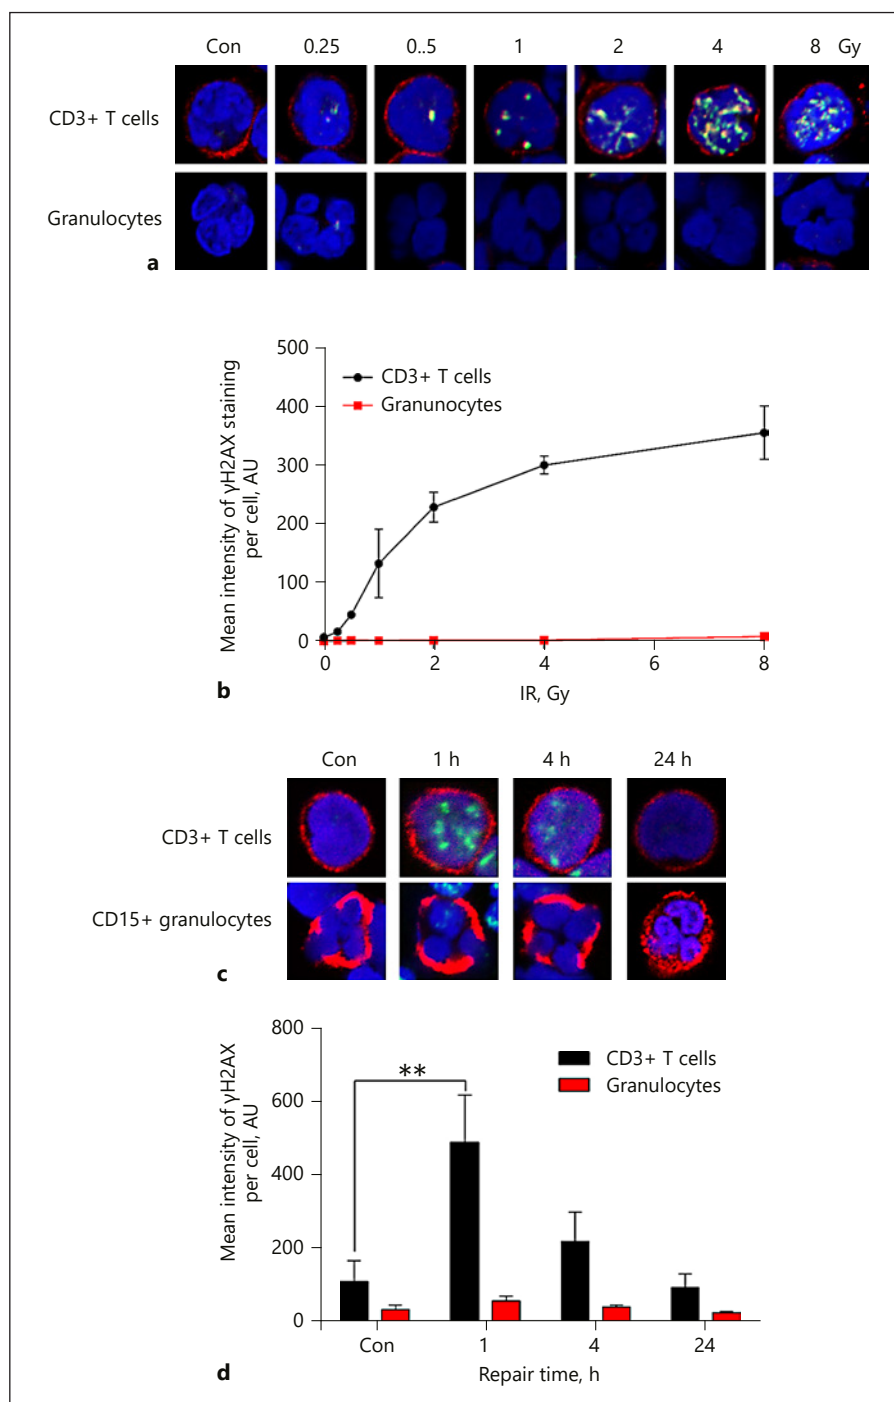 Con 0.25 0..5 1 2 4 8 Gy
CD3+ T cells
Granulocytes
a
500
400
300
200
100
0
Mean intensity of γH2AX staining
per cell, AU
CD3+ T cells
Granunocytes
0 2 4 6 8
IR, Gy
b
Con 1 h 4 h 24 h
CD3+ T cells
CD15+ granulocytes
c
800
600
400
200
0
Mean intensity of γH2AX
per cell, AU
**
CD3+ T cells
Granulocytes
Con 1 4 24
Repair time, h
d